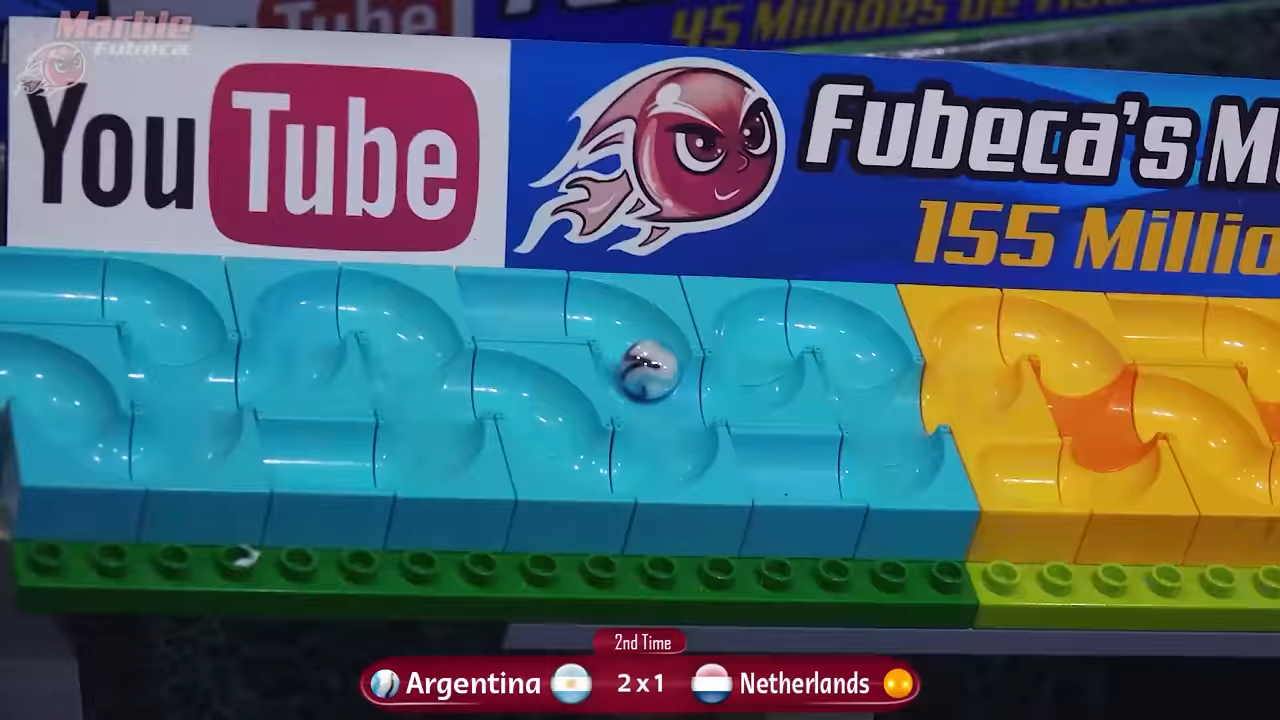 Marble
Fubeca
Tube
45 Milhões de
YouTube
Fubeca's M
155 Millio
2nd Time
Argentina 2 x 1 Netherlands